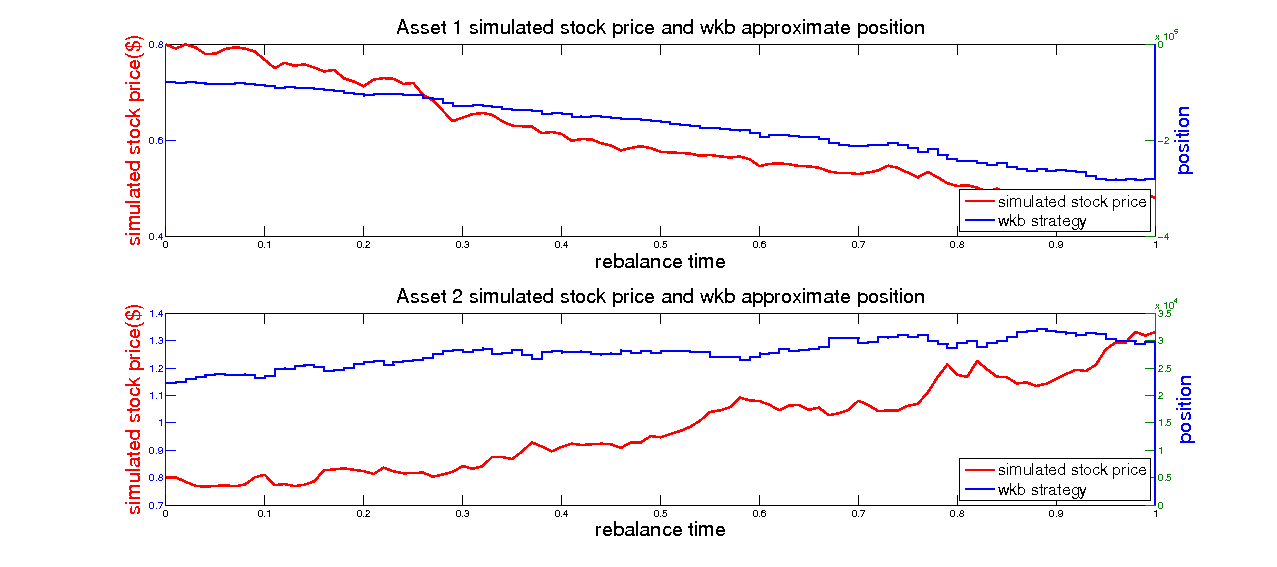 Asset 1 simulated stock price and wkb approximate position
x 10
0.8
0.6
0.4
simulated stock price($)
0
−2
−4
position
simulated stock price
wkb strategy
0 0.1 0.2 0.3 0.4 0.5 0.6 0.7 0.8 0.9 1
rebalance time
Asset 2 simulated stock price and wkb approximate position
x 10⁴
1.4
1.3
1.2
1.1
1
0.9
0.8
0.7
simulated stock price($)
3.5
3
2.5
2
1.5
1
0.5
0
position
simulated stock price
wkb strategy
0 0.1 0.2 0.3 0.4 0.5 0.6 0.7 0.8 0.9 1
rebalance time